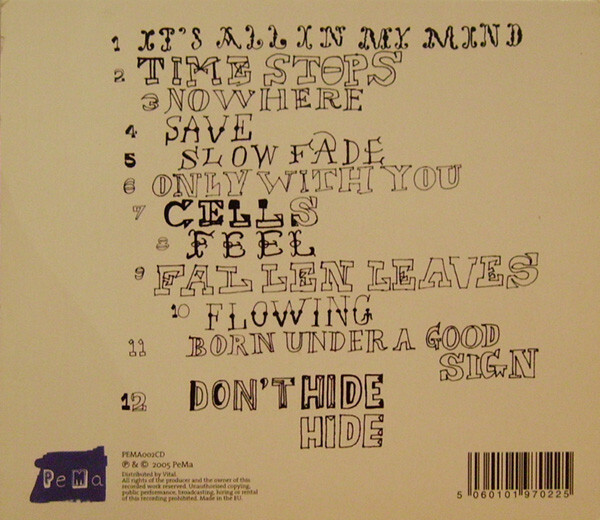 1 IT'S ALL IN MY MIND
2 TIME STOPS
3 NOWHERE
4 SAVE
5 SLOW FADE
6 ONLY WITH YOU
7 CELLS
8 FEEL
9 FALLEN LEAVES
10 FLOWING
11 BORN UNDER A GOOD
SIGN
12 DON'T HIDE
HIDE
PeMa
PEMA002CD
℗ & © 2005 PeMa
Distributed by Vital.
All rights of the producer and the owner of this
recorded work reserved. Unauthorised copying,
public performance, broadcasting, hiring or rental
of this recording prohibited. Made in the EU.
5 060101 970225